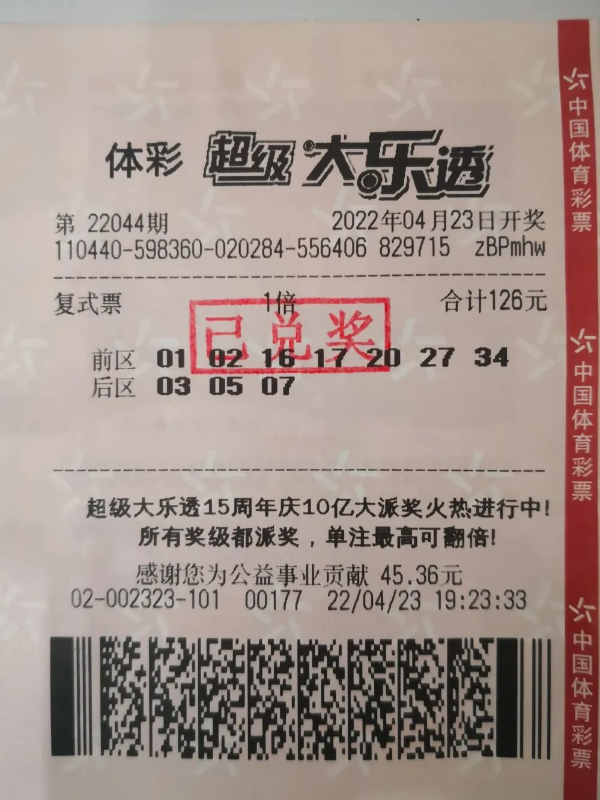 体彩 超级大乐透
第 22044期 2022年04月23日开奖
110440-598360-020284-556406 829715 zBPmhw
复式票 1倍 合计126元
已兑奖
前区 01 02 16 17 20 27 34
后区 03 05 07
超级大乐透15周年庆10亿大派奖火热进行中!
所有奖级都派奖，单注最高可翻倍!
感谢您为公益事业贡献 45.36元
02-002323-101 00177 22/04/23 19:23:33
中国体育彩票
中国体育彩票
中国体育彩票